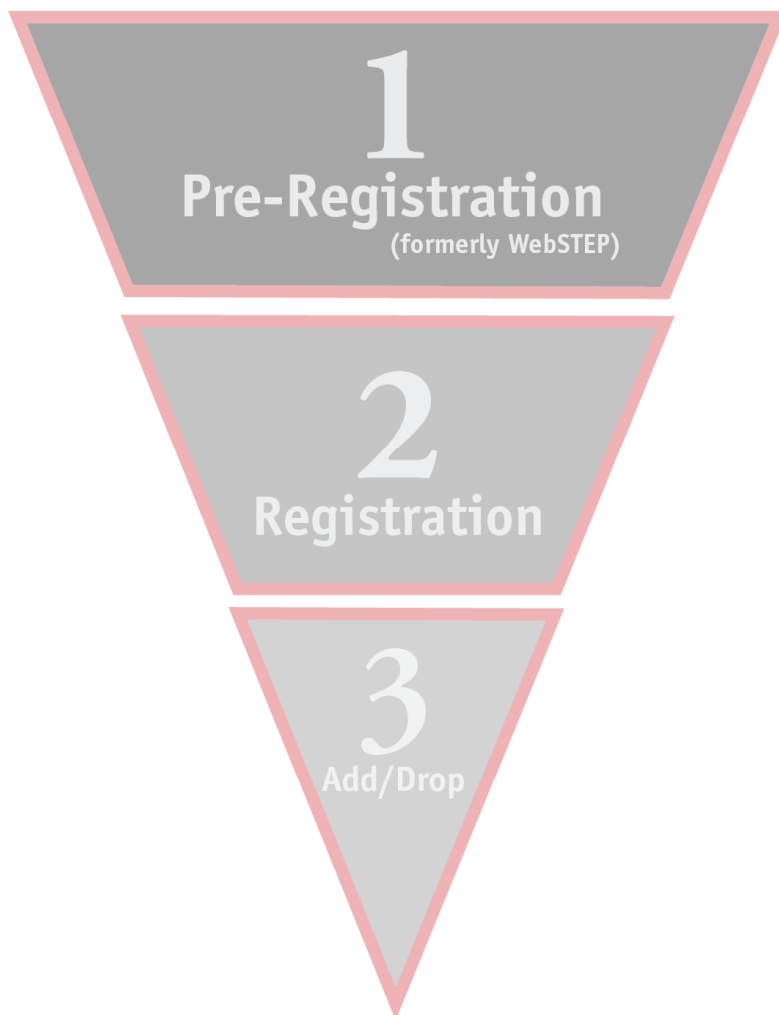 1
Pre-Registration
(formerly WebSTEP)
2
Registration
3
Add/Drop